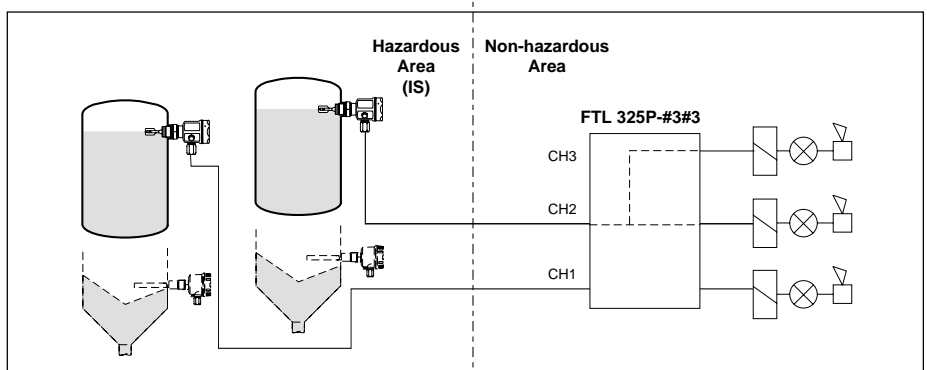 Hazardous
Area
(IS)
Non-hazardous
Area
FTL 325P-#3#3
CH3
CH2
CH1